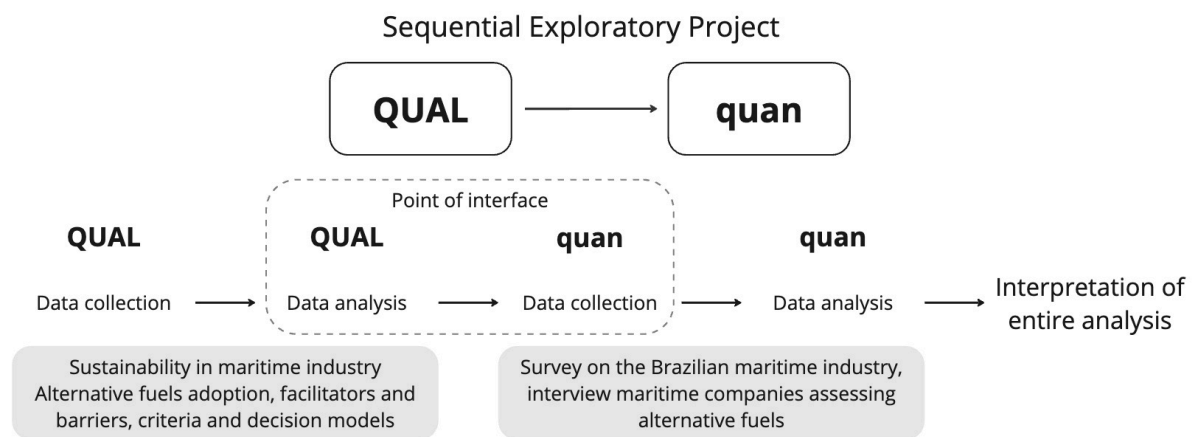 Sequential Exploratory Project
QUAL
quan
Point of interface
QUAL
QUAL
quan
quan
Data collection
Data analysis
Data collection
Data analysis
Interpretation of
entire analysis
Sustainability in maritime industry
Alternative fuels adoption, facilitators and
barriers, criteria and decision models
Survey on the Brazilian maritime industry,
interview maritime companies assessing
alternative fuels